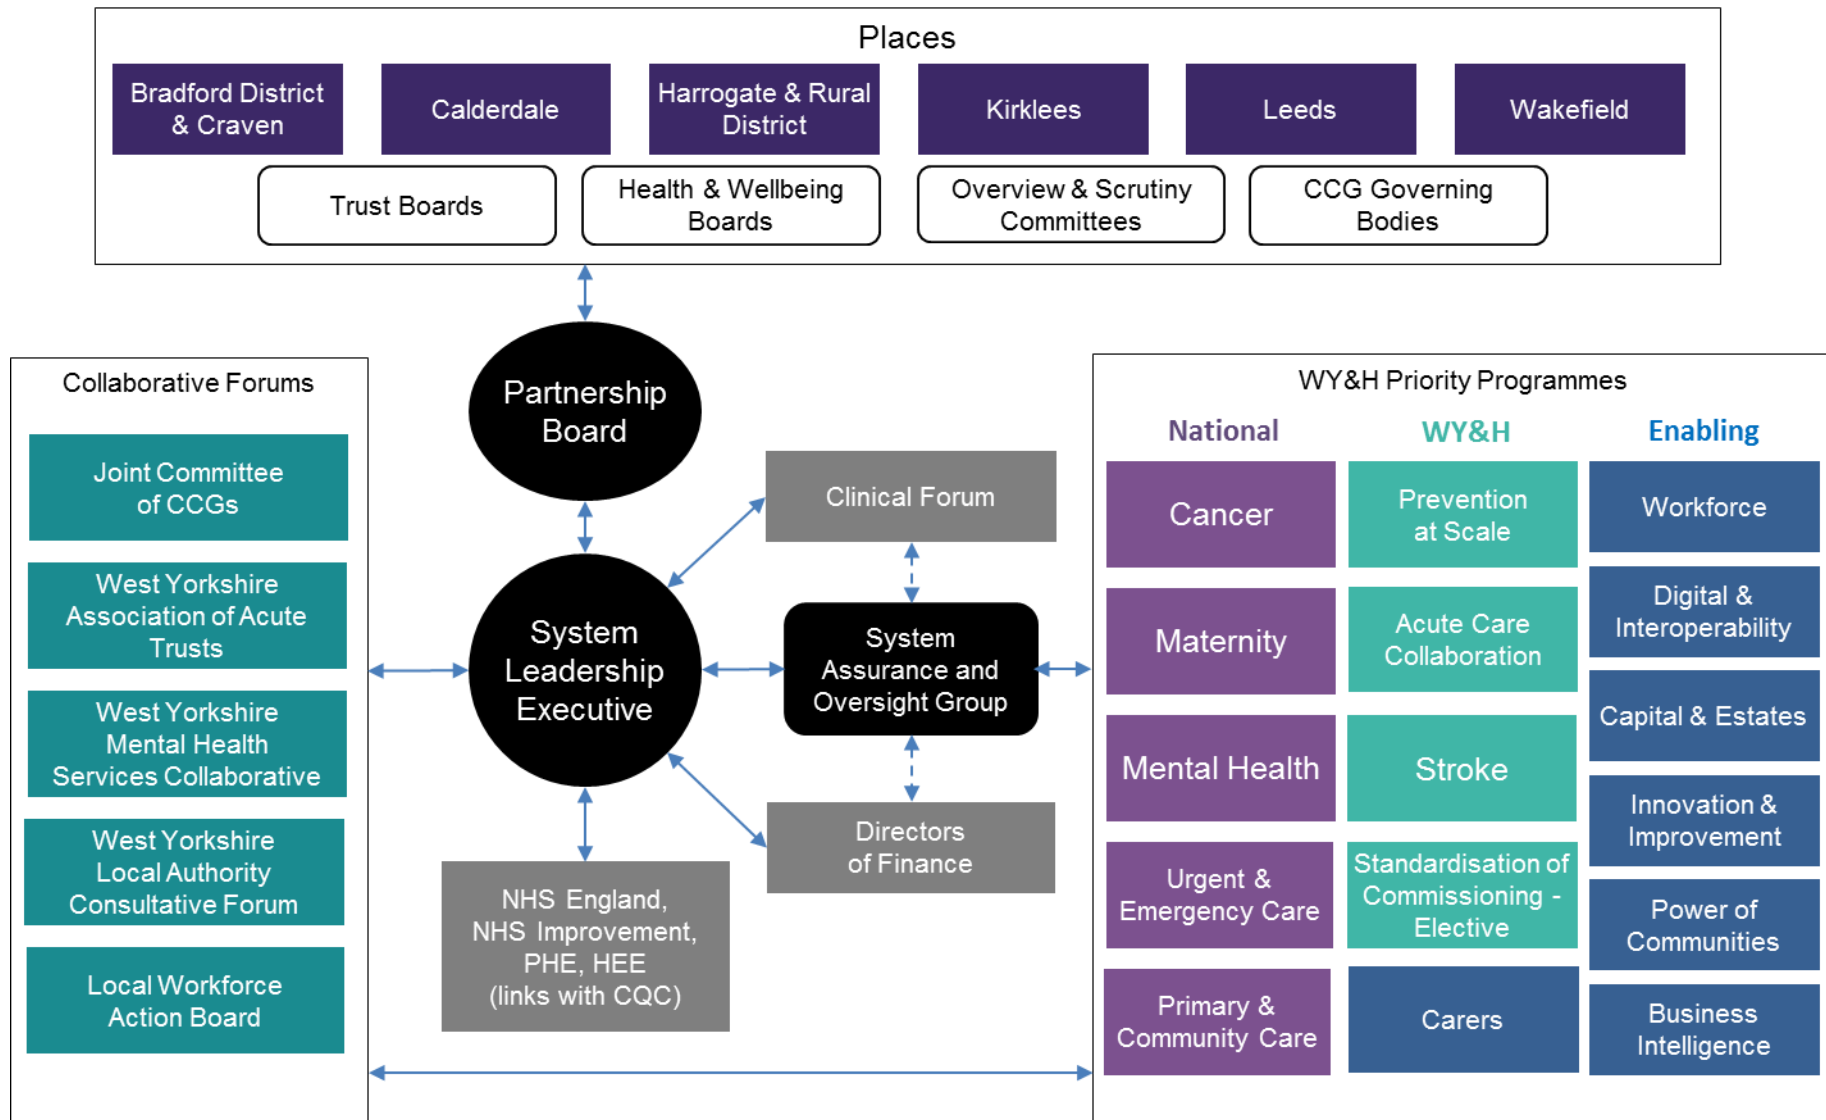 Places
Bradford District
& Craven
Calderdale
Harrogate & Rural
District
Kirklees
Leeds
Wakefield
Trust Boards
Health & Wellbeing
Boards
Overview & Scrutiny
Committees
CCG Governing
Bodies
Partnership
Board
Collaborative Forums
Joint Committee
of CCGs
West Yorkshire
Association of Acute
Trusts
West Yorkshire
Mental Health
Services Collaborative
West Yorkshire
Local Authority
Consultative Forum
Local Workforce
Action Board
System
Leadership
Executive
Clinical Forum
System
Assurance and
Oversight Group
Directors
of Finance
NHS England,
NHS Improvement,
PHE, HEE
(links with CQC)
WY&H Priority Programmes
National
Cancer
Maternity
Mental Health
Urgent &
Emergency Care
Primary &
Community Care
WY&H
Prevention
at Scale
Acute Care
Collaboration
Stroke
Standardisation of
Commissioning -
Elective
Carers
Enabling
Workforce
Digital &
Interoperability
Capital & Estates
Innovation &
Improvement
Power of
Communities
Business
Intelligence